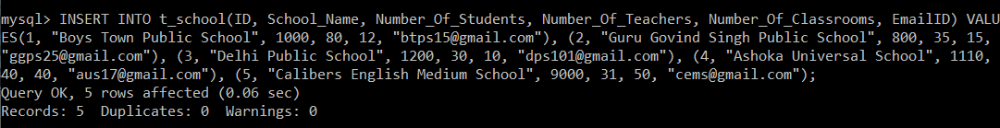 mysql> INSERT INTO t_school(ID, School_Name, Number_Of_Students, Number_Of_Teachers, Number_Of_Classrooms, EmailID) VALU
ES(1, "Boys Town Public School", 1000, 80, 12, "btps15@gmail.com"), (2, "Guru Govind Singh Public School", 800, 35, 15,
"ggps25@gmail.com"), (3, "Delhi Public School", 1200, 30, 10, "dps101@gmail.com"), (4, "Ashoka Universal School", 1110,
40, 40, "aus17@gmail.com"), (5, "Calibers English Medium School", 9000, 31, 50, "cems@gmail.com");
Query OK, 5 rows affected (0.06 sec)
Records: 5  Duplicates: 0  Warnings: 0